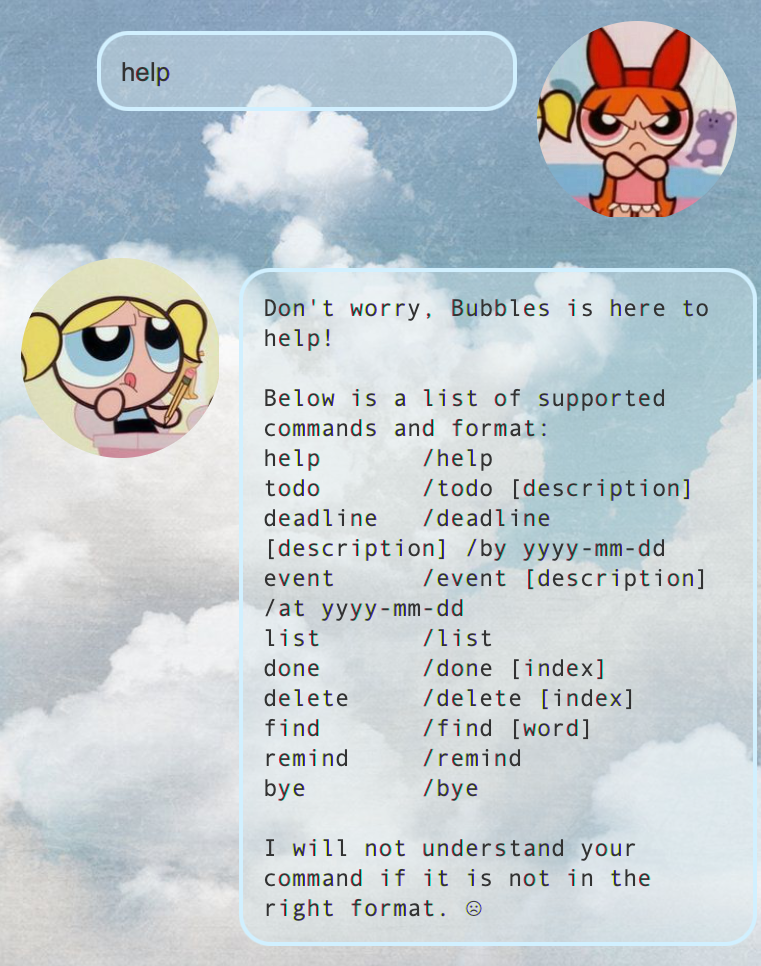 help
Don't worry, Bubbles is here to
help!
Below is a list of supported
commands and format:
help /help
todo /todo [description]
deadline /deadline
[description] /by yyyy-mm-dd
event /event [description]
/at yyyy-mm-dd
list /list
done /done [index]
delete /delete [index]
find /find [word]
remind /remind
bye /bye
I will not understand your
command if it is not in the
right format. ☹